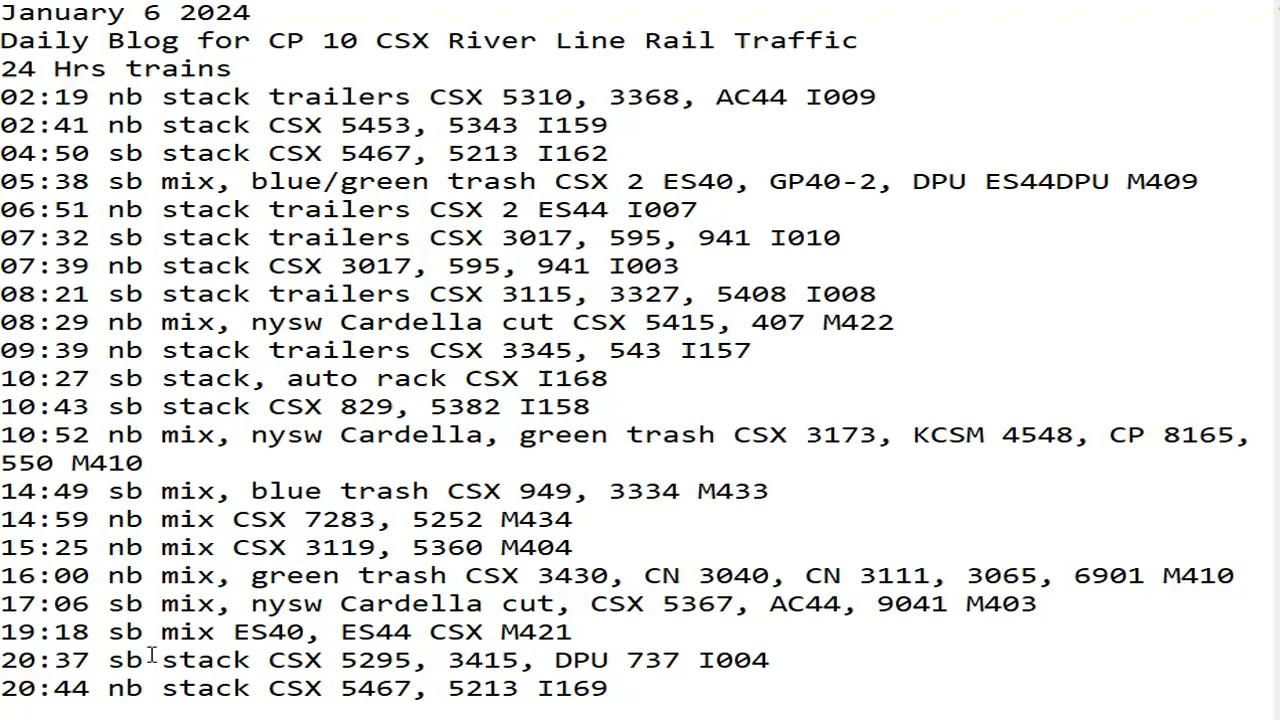 January 6 2024
Daily Blog for CP 10 CSX River Line Rail Traffic
24 Hrs trains
02:19 nb stack trailers CSX 5310, 3368, AC44 I009
02:41 nb stack CSX 5453, 5343 I159
04:50 sb stack CSX 5467, 5213 I162
05:38 sb mix, blue/green trash CSX 2 ES40, GP40-2, DPU ES44DPU M409
06:51 nb stack trailers CSX 2 ES44 I007
07:32 sb stack trailers CSX 3017, 595, 941 I010
07:39 nb stack CSX 3017, 595, 941 I003
08:21 sb stack trailers CSX 3115, 3327, 5408 I008
08:29 nb mix, nysw Cardella cut CSX 5415, 407 M422
09:39 nb stack trailers CSX 3345, 543 I157
10:27 sb stack, auto rack CSX I168
10:43 sb stack CSX 829, 5382 I158
10:52 nb mix, nysw Cardella, green trash CSX 3173, KCSM 4548, CP 8165,
550 M410
14:49 sb mix, blue trash CSX 949, 3334 M433
14:59 nb mix CSX 7283, 5252 M434
15:25 nb mix CSX 3119, 5360 M404
16:00 nb mix, green trash CSX 3430, CN 3040, CN 3111, 3065, 6901 M410
17:06 sb mix, nysw Cardella cut, CSX 5367, AC44, 9041 M403
19:18 sb mix ES40, ES44 CSX M421
20:37 sb stack CSX 5295, 3415, DPU 737 I004
20:44 nb stack CSX 5467, 5213 I169